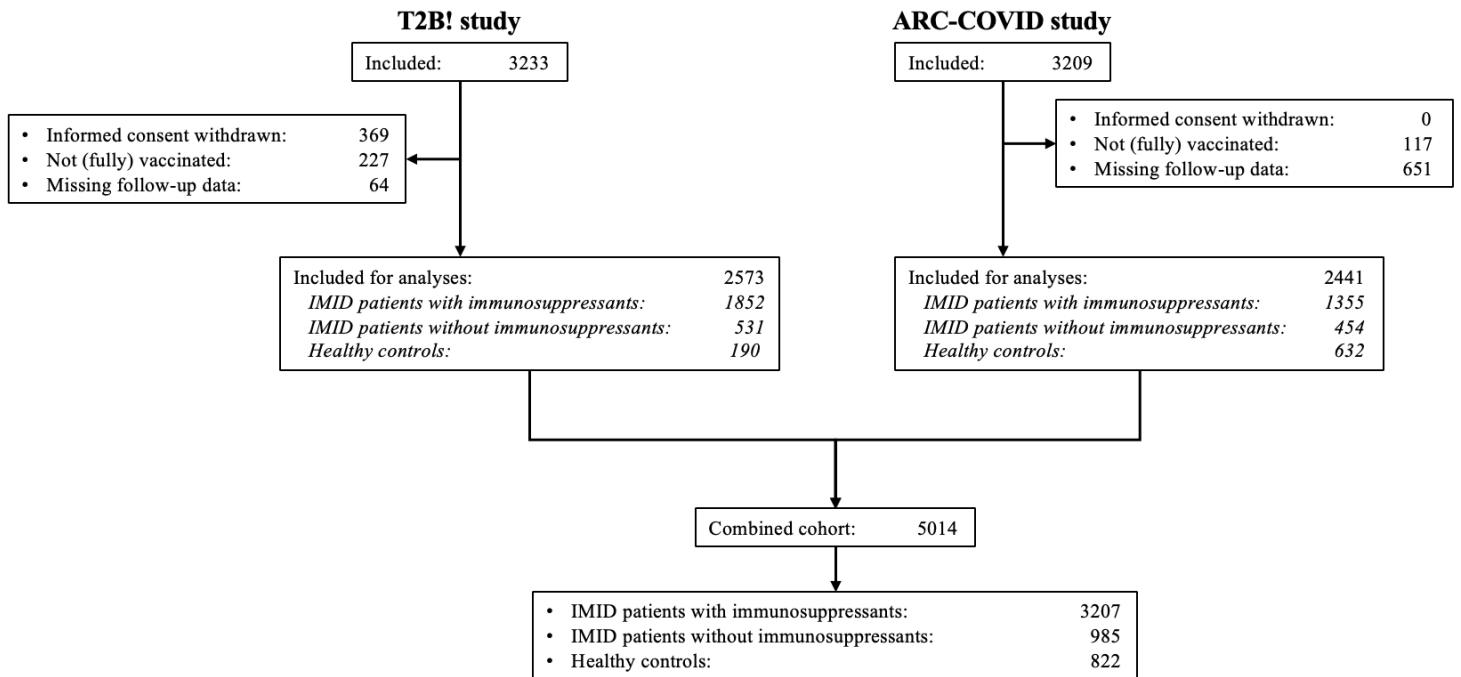 T2B! study
Included: 3233
• Informed consent withdrawn: 369
• Not (fully) vaccinated: 227
• Missing follow-up data: 64
Included for analyses: 2573
IMID patients with immunosuppressants: 1852
IMID patients without immunosuppressants: 531
Healthy controls: 190
ARC-COVID study
Included: 3209
• Informed consent withdrawn: 0
• Not (fully) vaccinated: 117
• Missing follow-up data: 651
Included for analyses: 2441
IMID patients with immunosuppressants: 1355
IMID patients without immunosuppressants: 454
Healthy controls: 632
Combined cohort: 5014
• IMID patients with immunosuppressants: 3207
• IMID patients without immunosuppressants: 985
• Healthy controls: 822